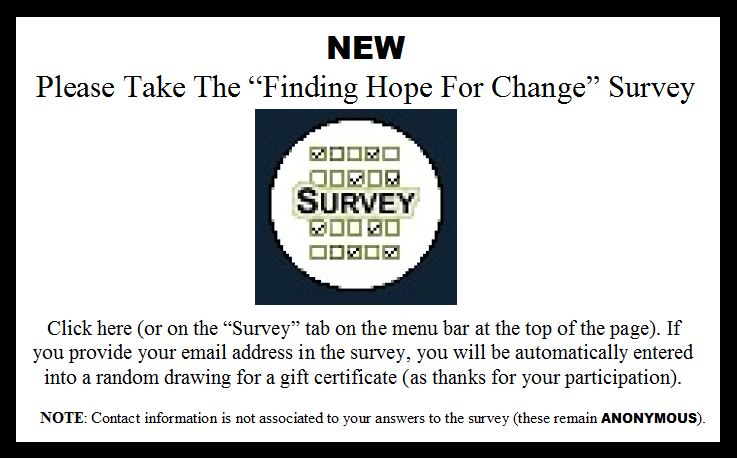 NEW
Please Take The “Finding Hope For Change” Survey
SURVEY
Click here (or on the “Survey” tab on the menu bar at the top of the page). If
you provide your email address in the survey, you will be automatically entered
into a random drawing for a gift certificate (as thanks for your participation).
NOTE: Contact information is not associated to your answers to the survey (these remain ANONYMOUS).